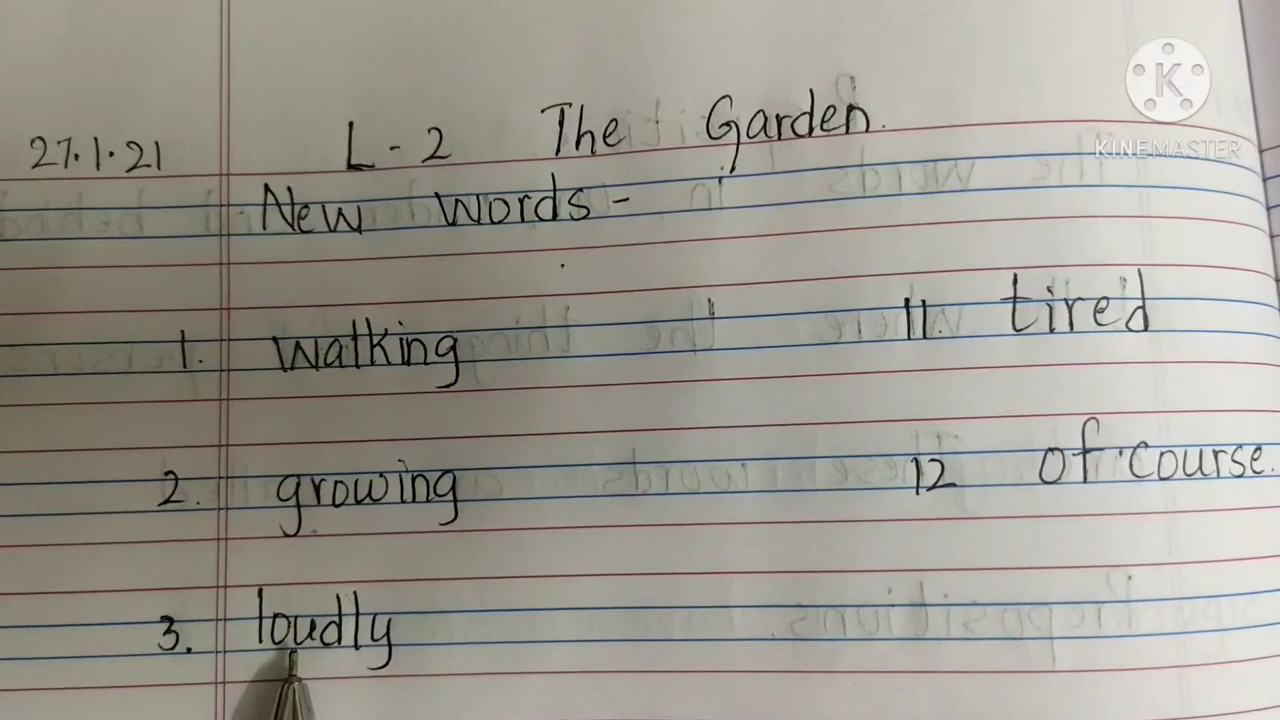 27.1.21 L-2 The Garden.
New words-
1. walking 11. tired
2. growing 12 of course.
3. loudly
KINEMASTER